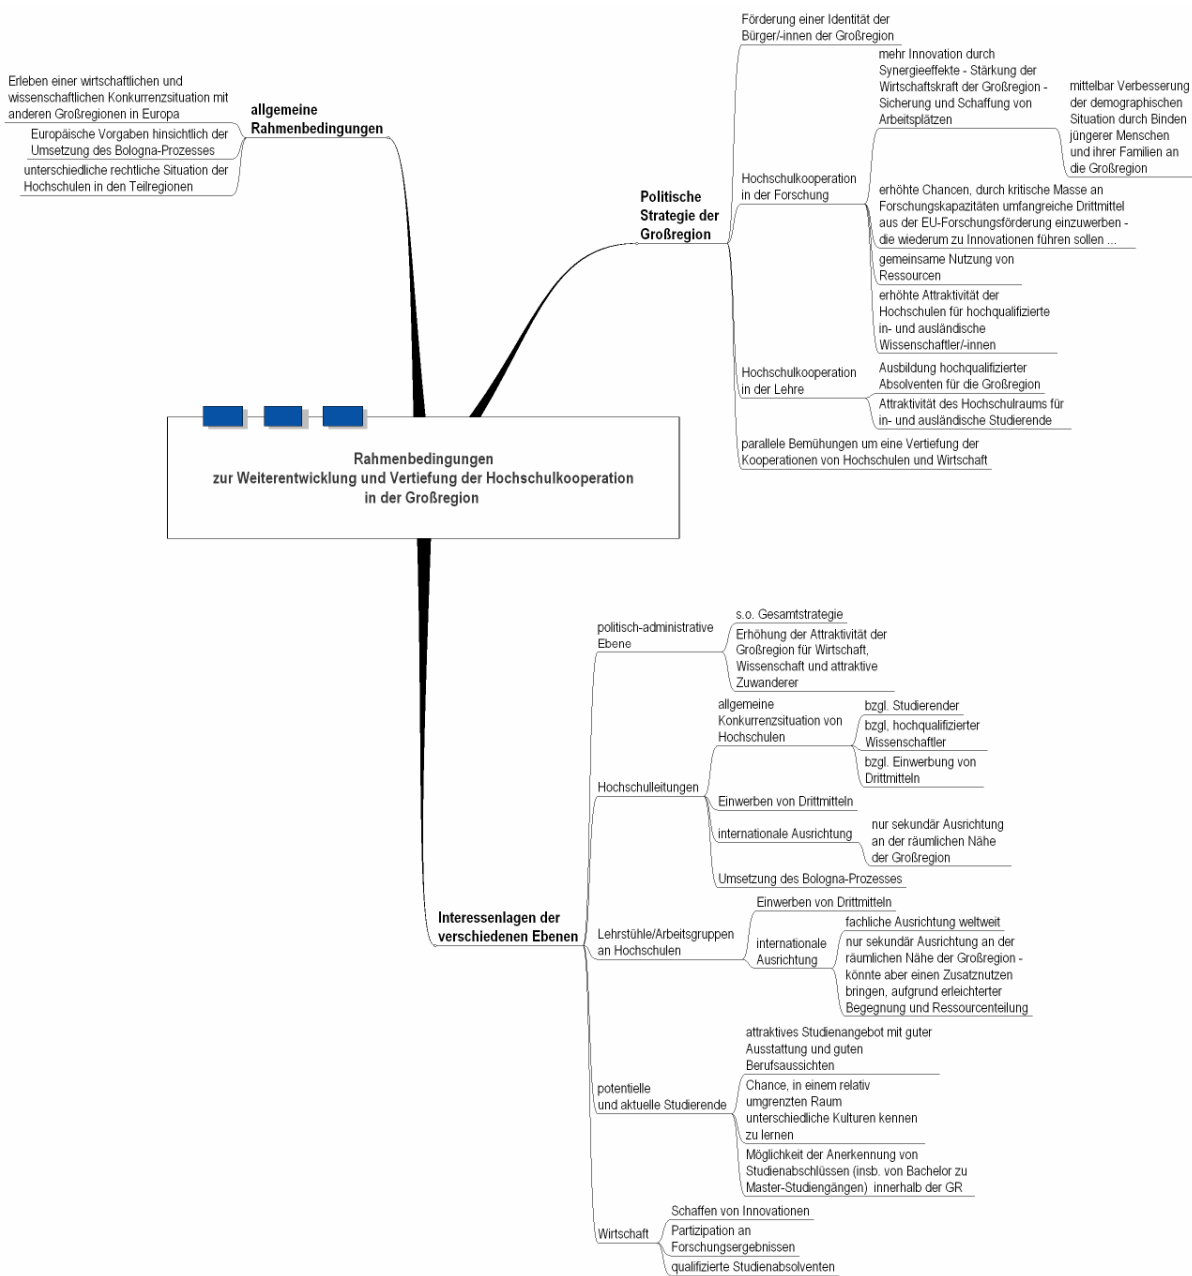 Rahmenbedingungen
zur Weiterentwicklung und Vertiefung der Hochschulkooperation
in der Großregion
allgemeine
Rahmenbedingungen
Erleben einer wirtschaftlichen und
wissenschaftlichen Konkurrenzsituation mit
anderen Großregionen in Europa
Europäische Vorgaben hinsichtlich der
Umsetzung des Bologna-Prozesses
unterschiedliche rechtliche Situation der
Hochschulen in den Teilregionen
Politische
Strategie der
Großregion
Förderung einer Identität der
Bürger/-innen der Großregion
Hochschulkooperation
in der Forschung
mehr Innovation durch
Synergieeffekte - Stärkung der
Wirtschaftskraft der Großregion -
Sicherung und Schaffung von
Arbeitsplätzen
mittelbar Verbesserung
der demographischen
Situation durch Binden
jüngerer Menschen
und ihrer Familien an
die Großregion
erhöhte Chancen, durch kritische Masse an
Forschungskapazitäten umfangreiche Drittmittel
aus der EU-Forschungsförderung einzuwerben -
die wiederum zu Innovationen führen sollen ...
gemeinsame Nutzung von
Ressourcen
erhöhte Attraktivität der
Hochschulen für hochqualifizierte
in- und ausländische
Wissenschaftler/-innen
Hochschulkooperation
in der Lehre
Ausbildung hochqualifizierter
Absolventen für die Großregion
Attraktivität des Hochschulraums für
in- und ausländische Studierende
parallele Bemühungen um eine Vertiefung der
Kooperationen von Hochschulen und Wirtschaft
Interessenlagen der
verschiedenen Ebenen
politisch-administrative
Ebene
s.o. Gesamtstrategie
Erhöhung der Attraktivität der
Großregion für Wirtschaft,
Wissenschaft und attraktive
Zuwanderer
Hochschulleitungen
allgemeine
Konkurrenzsituation von
Hochschulen
bzgl. Studierender
bzgl, hochqualifizierter
Wissenschaftler
bzgl. Einwerbung von
Drittmitteln
Einwerben von Drittmitteln
internationale Ausrichtung
nur sekundär Ausrichtung
an der räumlichen Nähe
der Großregion
Umsetzung des Bologna-Prozesses
Lehrstühle/Arbeitsgruppen
an Hochschulen
Einwerben von Drittmitteln
internationale
Ausrichtung
fachliche Ausrichtung weltweit
nur sekundär Ausrichtung an der
räumlichen Nähe der Großregion -
könnte aber einen Zusatznutzen
bringen, aufgrund erleichterter
Begegnung und Ressourcenteilung
potentielle
und aktuelle Studierende
attraktives Studienangebot mit guter
Ausstattung und guten
Berufsaussichten
Chance, in einem relativ
umgrenzten Raum
unterschiedliche Kulturen kennen
zu lernen
Möglichkeit der Anerkennung von
Studienabschlüssen (insb. von Bachelor zu
Master-Studiengängen) innerhalb der GR
Wirtschaft
Schaffen von Innovationen
Partizipation an
Forschungsergebnissen
qualifizierte Studienabsolventen